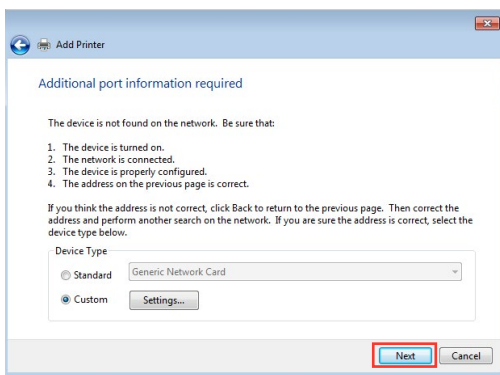 Add Printer
Additional port information required
The device is not found on the network. Be sure that:
1. The device is turned on.
2. The network is connected.
3. The device is properly configured.
4. The address on the previous page is correct.
If you think the address is not correct, click Back to return to the previous page. Then correct the
address and perform another search on the network. If you are sure the address is correct, select the
device type below.
Device Type
Standard Generic Network Card
Custom Settings...
Next Cancel